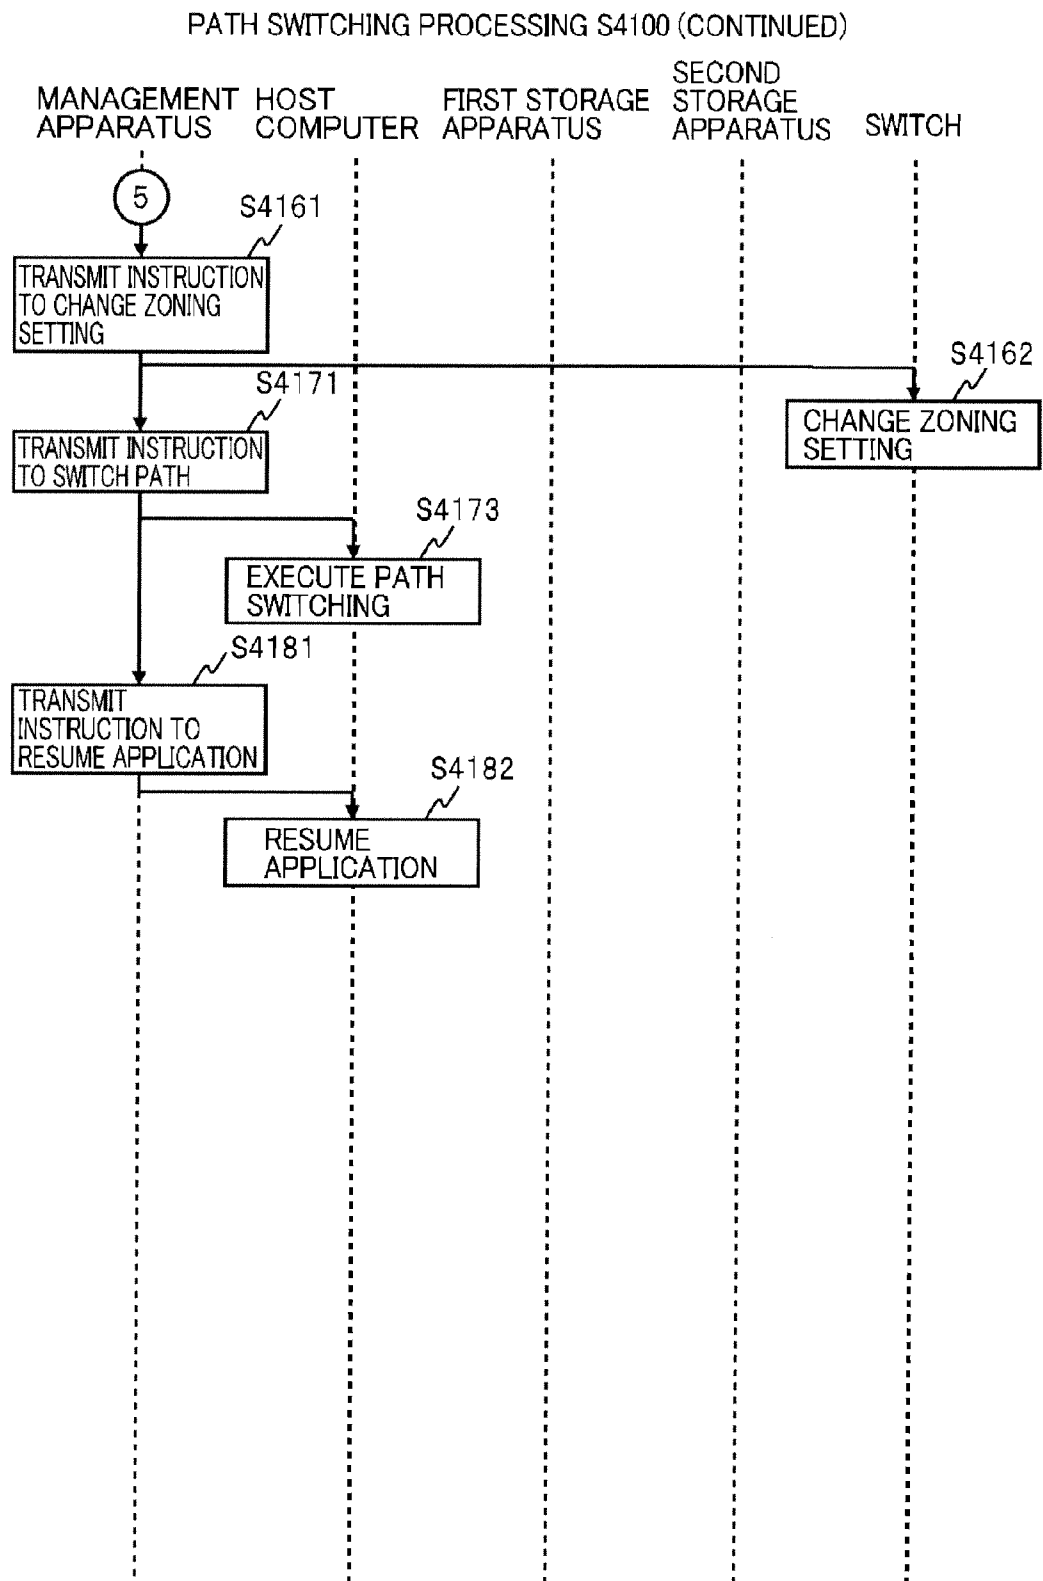 PATH SWITCHING PROCESSING S4100 (CONTINUED)
MANAGEMENT
APPARATUS
HOST
COMPUTER
FIRST STORAGE
APPARATUS
SECOND
STORAGE
APPARATUS
SWITCH
5
S4161
TRANSMIT INSTRUCTION
TO CHANGE ZONING
SETTING
S4162
CHANGE ZONING
SETTING
S4171
TRANSMIT INSTRUCTION
TO SWITCH PATH
S4173
EXECUTE PATH
SWITCHING
S4181
TRANSMIT
INSTRUCTION TO
RESUME APPLICATION
S4182
RESUME
APPLICATION